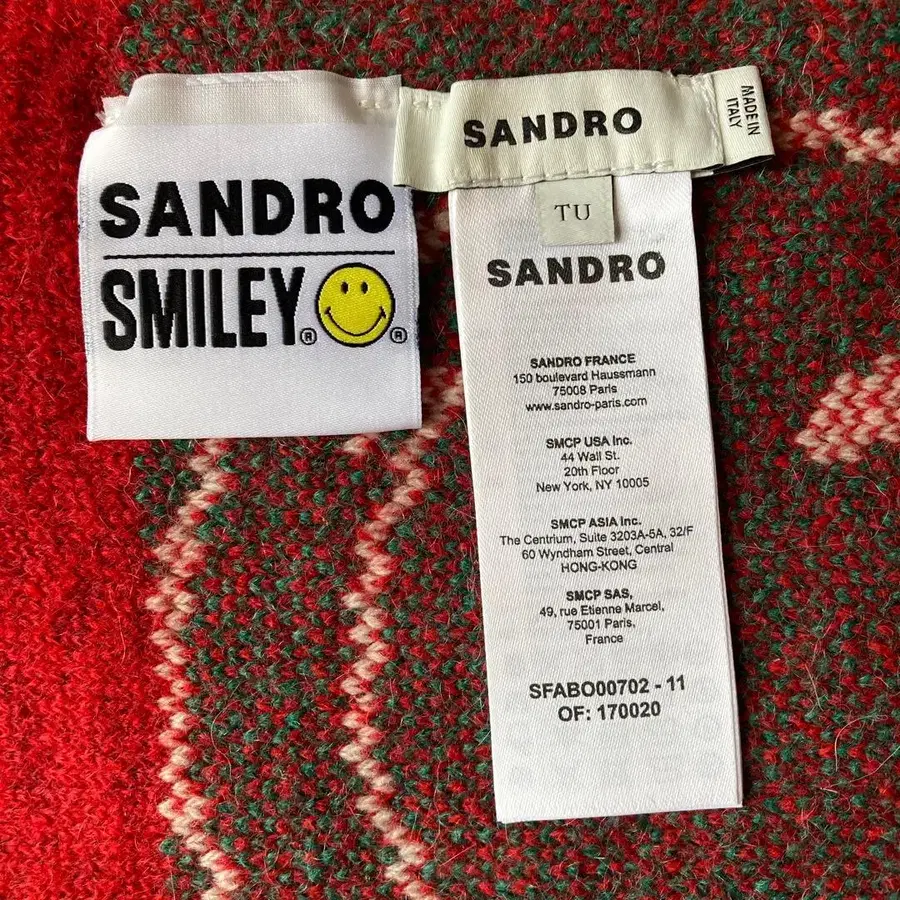 SANDRO
SMILEY® ®
SANDRO
MADE IN
ITALY
TU
SANDRO
SANDRO FRANCE
150 boulevard Haussmann
75008 Paris
www.sandro-paris.com
SMCP USA Inc.
44 Wall St.
20th Floor
New York, NY 10005
SMCP ASIA Inc.
The Centrium, Suite 3203A-5A, 32/F
60 Wyndham Street, Central
HONG-KONG
SMCP SAS,
49, rue Etienne Marcel,
75001 Paris,
France
SFABO00702 - 11
OF: 170020